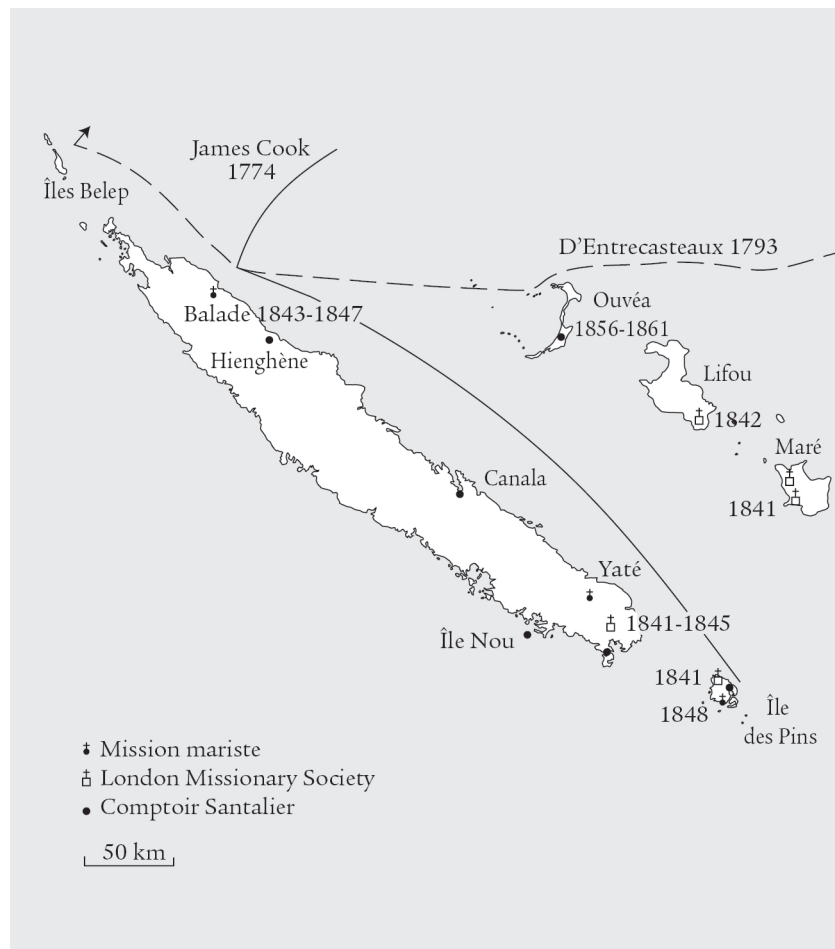 James Cook
1774
Îles Belep
D'Entrecasteaux 1793
Ouvéa
1856-1861
Balade 1843-1847
Hienghène
Lifou
1842
Maré
1841
Canala
Yaté
1841-1845
Île Nou
1841
1848
Île
des Pins
Mission mariste
London Missionary Society
Comptoir Santalier
50 km